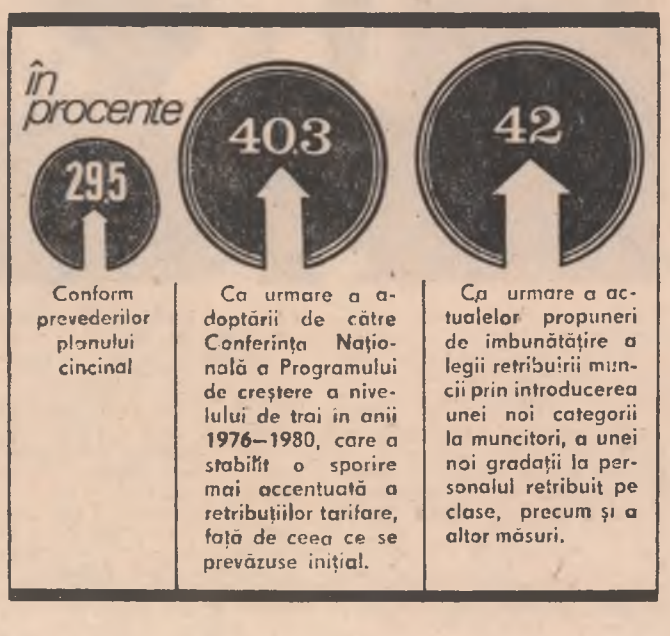 în
procente
29.5
Conform
prevederilor
planului
cincinal
40.3
Ca urmare a a-
doptării de către
Conferința Națio-
nală a Programului
de creștere a nive-
lului de trai în anii
1976—1980, care a
stabilit o sporire
mai accentuată a
retribuțiilor tarifare,
față de ceea ce se
prevăzuse inițial.
42
Ca urmare a ac-
tualelor propuneri
de îmbunătățire a
legii retribuirii mun-
cii prin introducerea
unei noi categorii
la muncitori, a unei
noi gradații la per-
sonalul retribuit pe
clase, precum și a
altor măsuri.